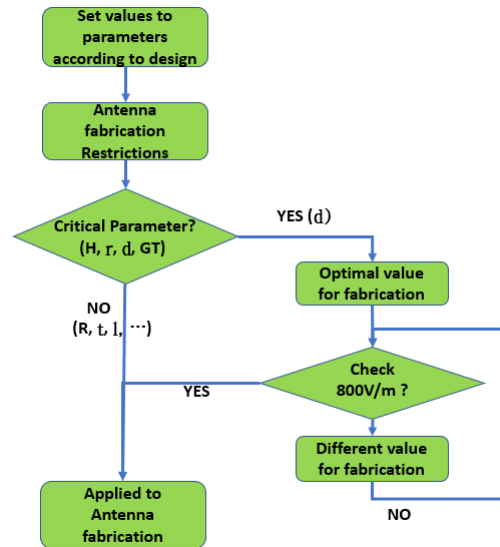 Set values to
parameters
according to design
Antenna
fabrication
Restrictions
Critical Parameter?
(H, r, d, GT)
YES (d)
Optimal value
for fabrication
NO
(R, t, l, ⋯)
Check
800V/m ?
YES
Different value
for fabrication
NO
Applied to
Antenna
fabrication